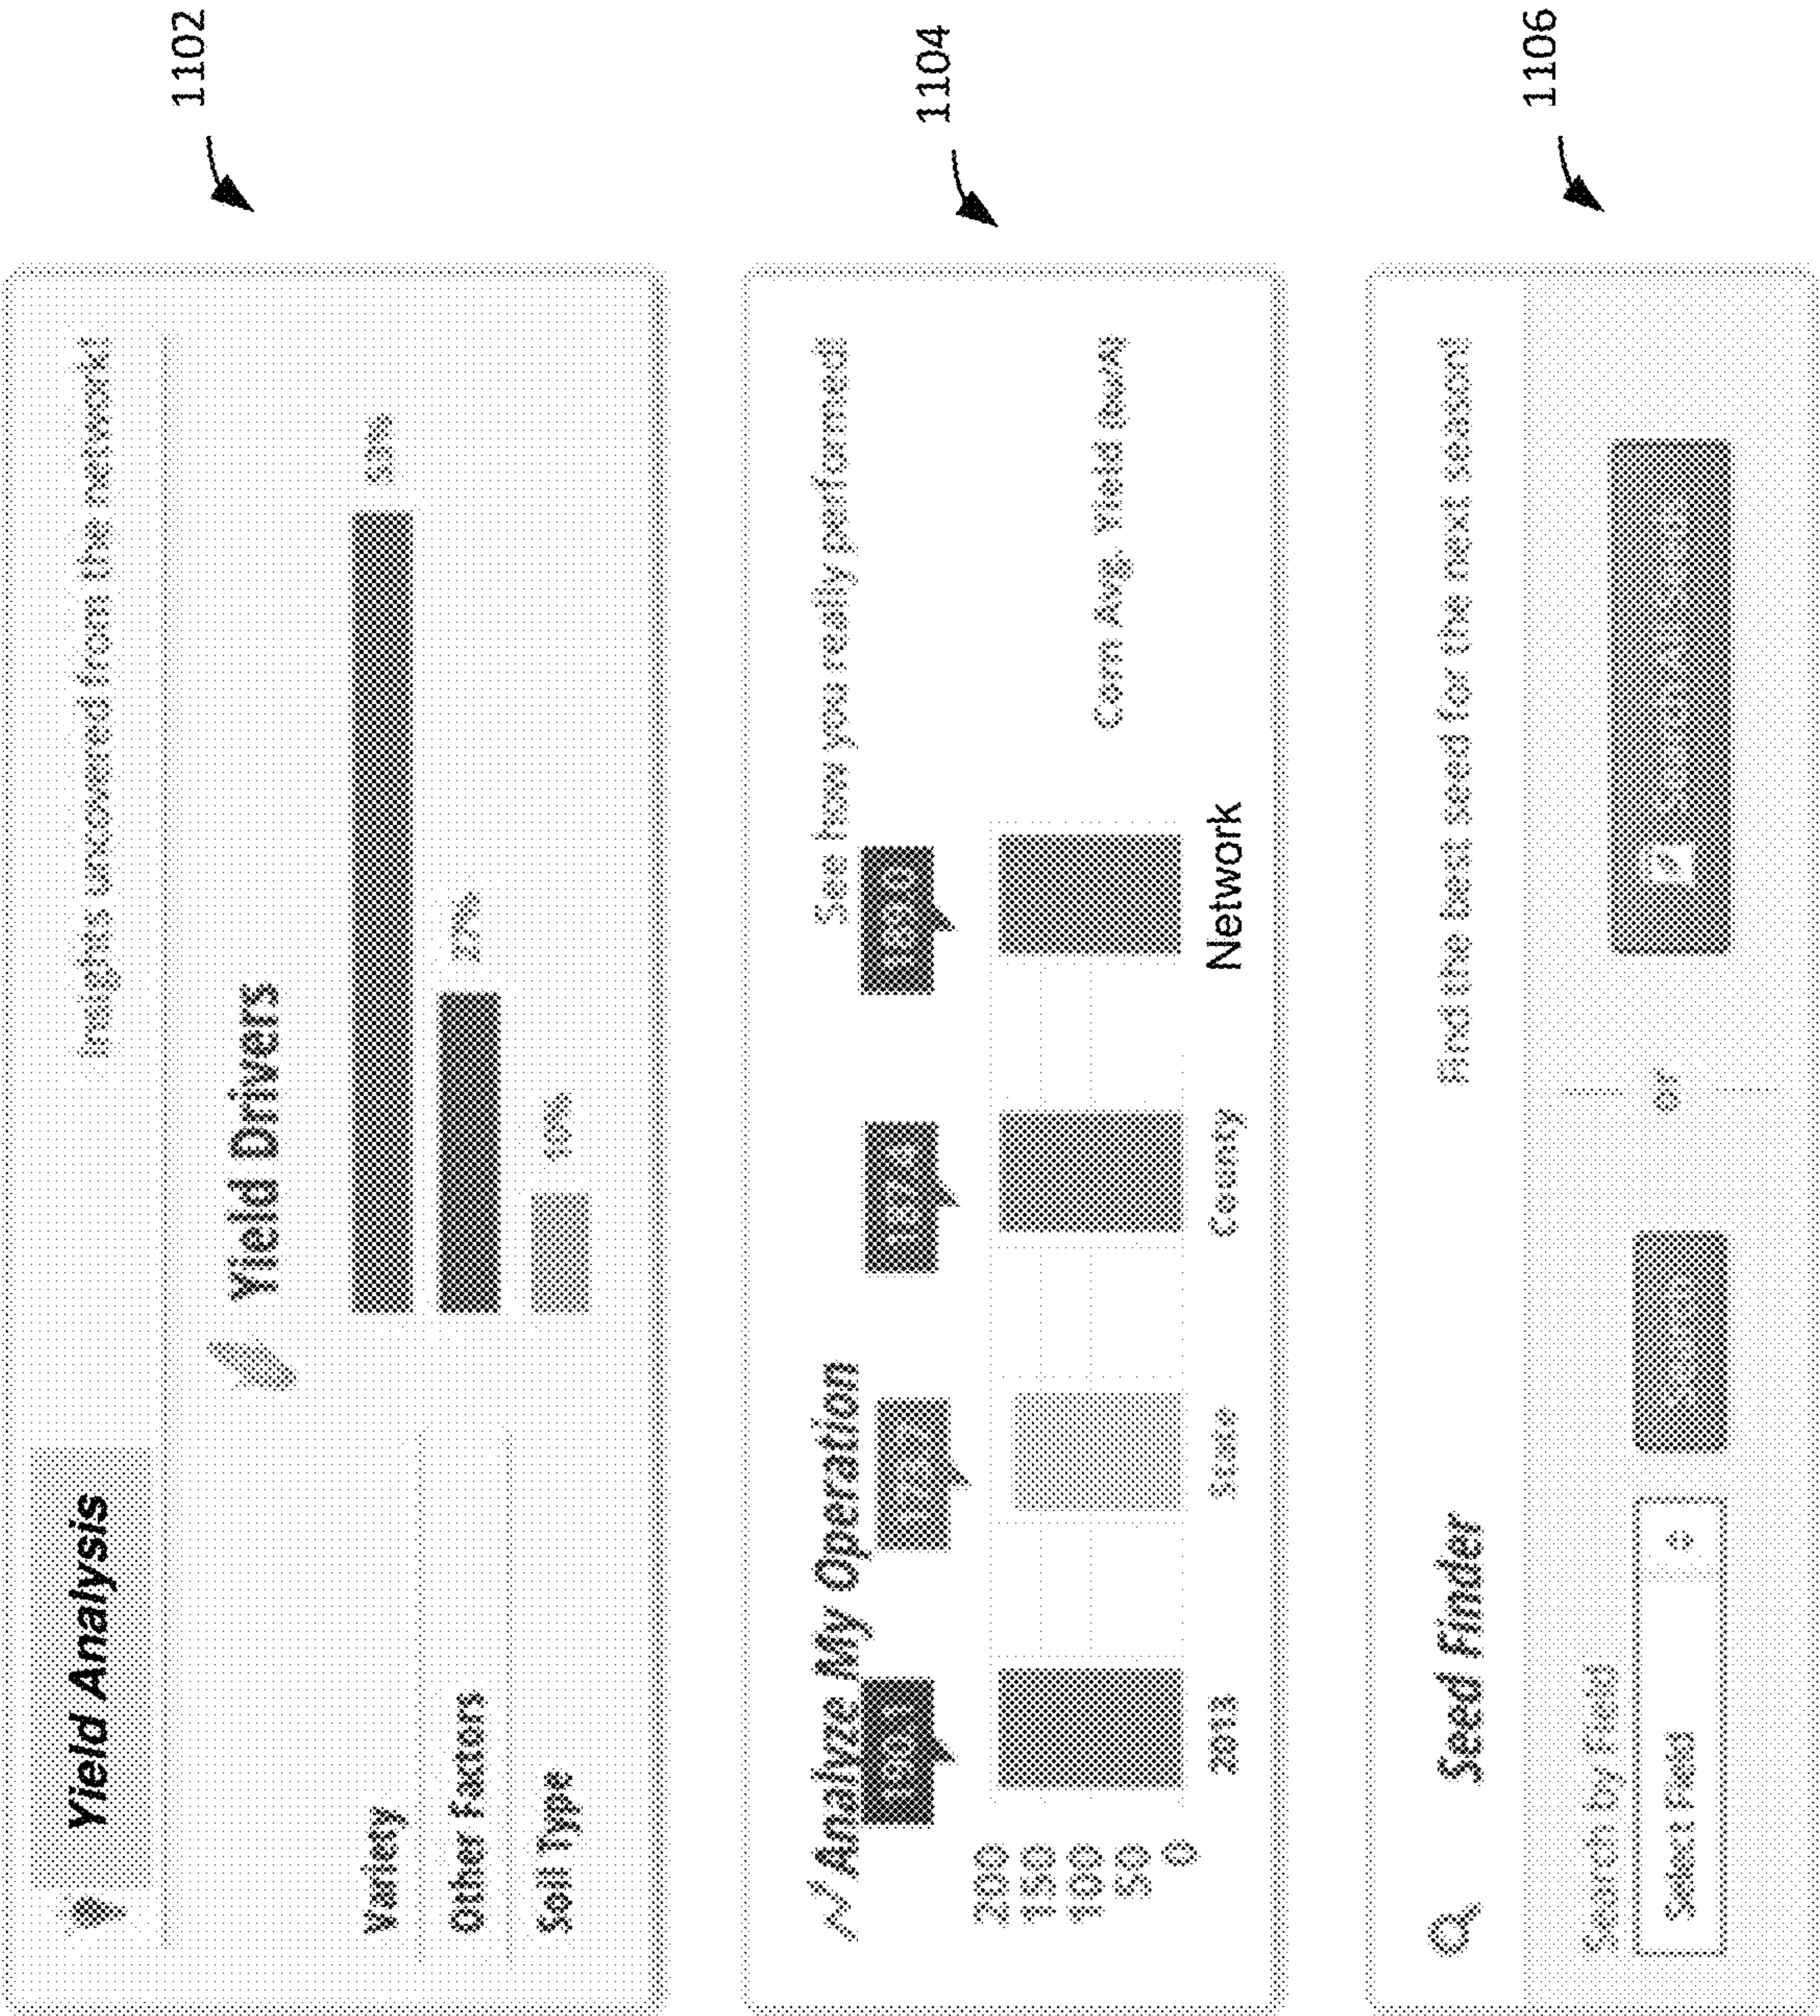 Yield Analysis
Insights uncovered from the network!
1102
Yield Drivers
Variety
53%
Other Factors
Soil Type
10%
Analyze My Operation
See how you really performed!
1104
200
150
100
50
0
Corn Avg. Yield (bu/A)
2013
State
County
Network
Seed Finder
Find the best seed for the next season!
1106
Search by Field
Select Field
or